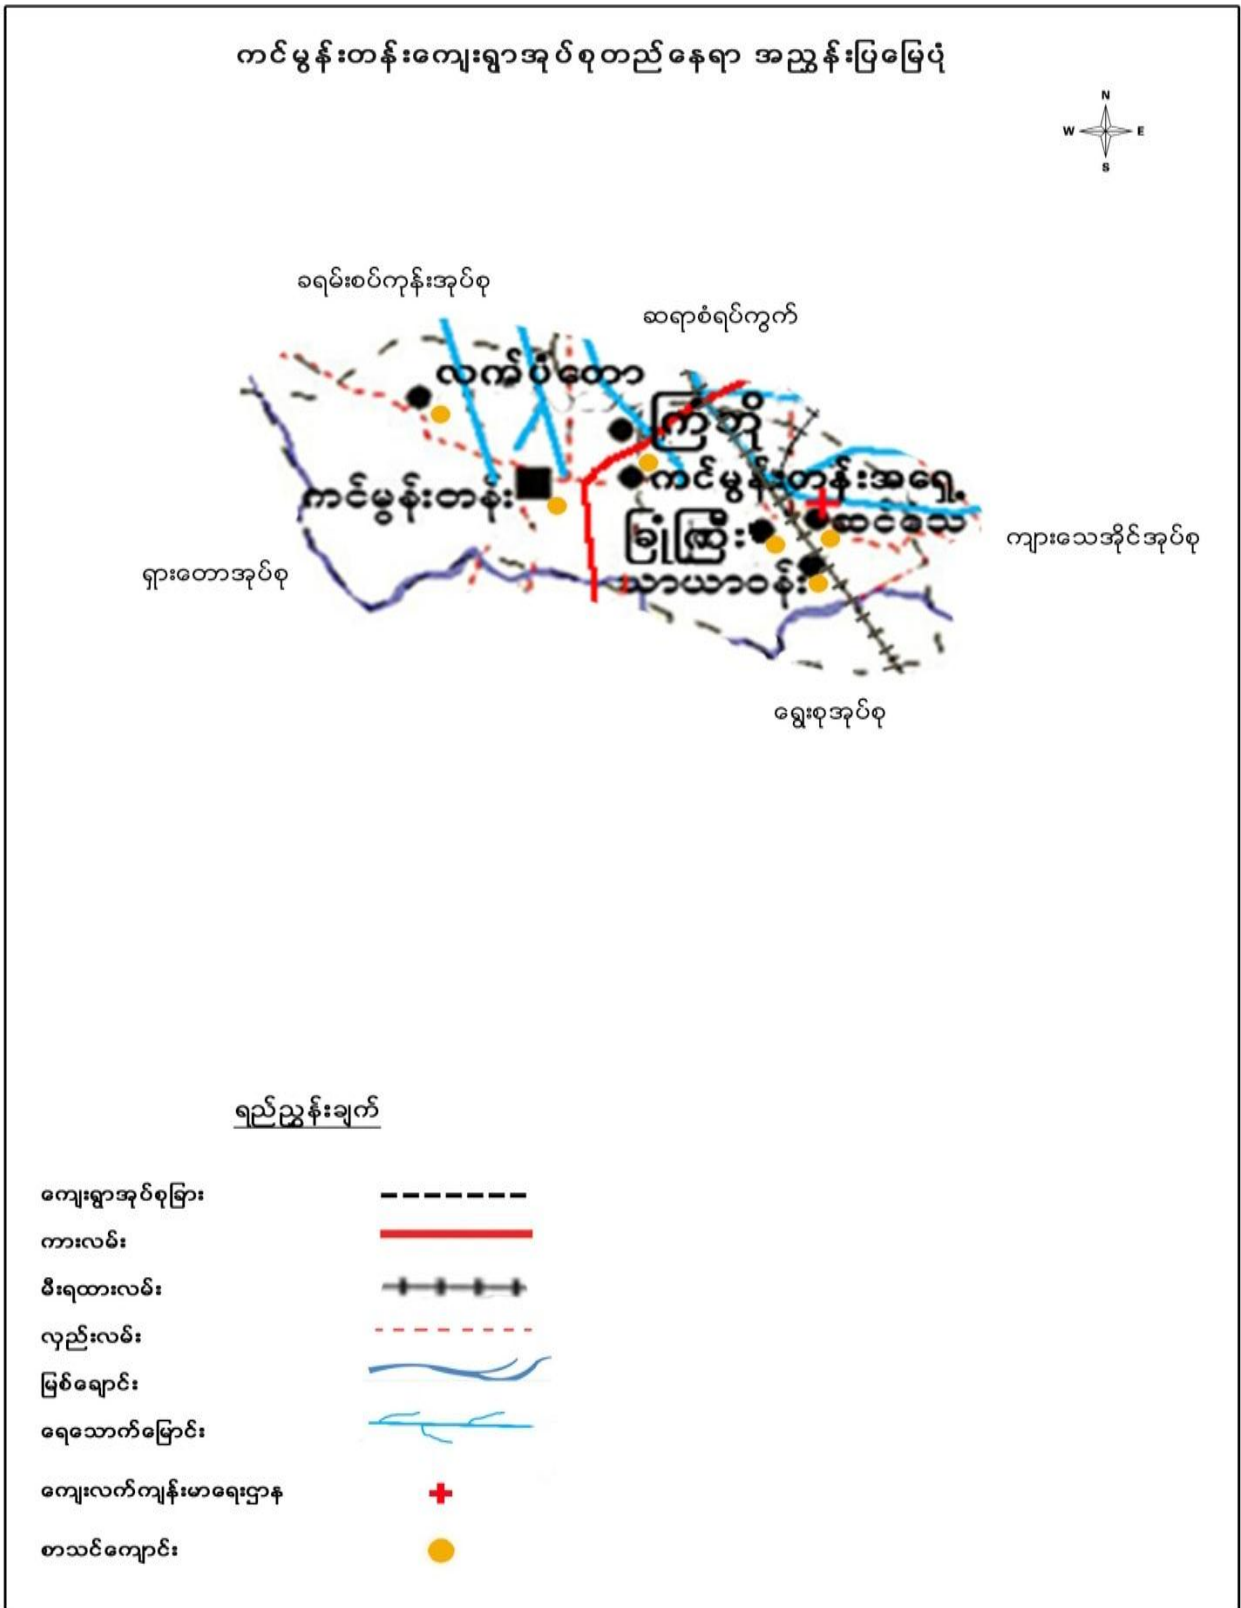 ကင်မွန်းတန်းကျေးရွာအုပ်စုတည်နေရာ အညွှန်းပြမြေပုံ
N
W E
S
ခရမ်းစပ်ကုန်းအုပ်စု
ဆရာစံရပ်ကွက်
လက်ပံတော
ကြံဘို
ကင်မွန်းတန်းအရှေ့
ကင်မွန်းတန်း
ခြံကြီး
ထင်သေ
ကျားသေအိုင်အုပ်စု
ရှားတောအုပ်စု
သာယာဝန်း
ရွေးစုအုပ်စု
ရည်ညွှန်းချက်
ကျေးရွာအုပ်စုခြား
ကားလမ်း
မီးရထားလမ်း
လှည်းလမ်း
မြစ်ချောင်း
ရေသောက်မြောင်း
ကျေးလက်ကျန်းမာရေးဌာန
စာသင်ကျောင်း